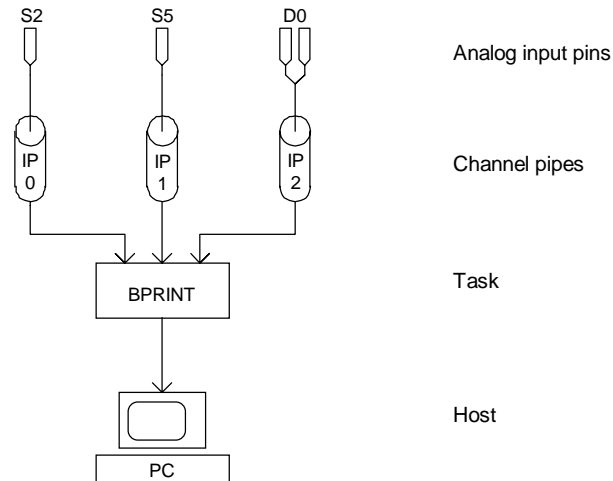 S2 S5 D0
Analog input pins
IP 0
IP 1
IP 2
Channel pipes
BPRINT
Task
Host
PC